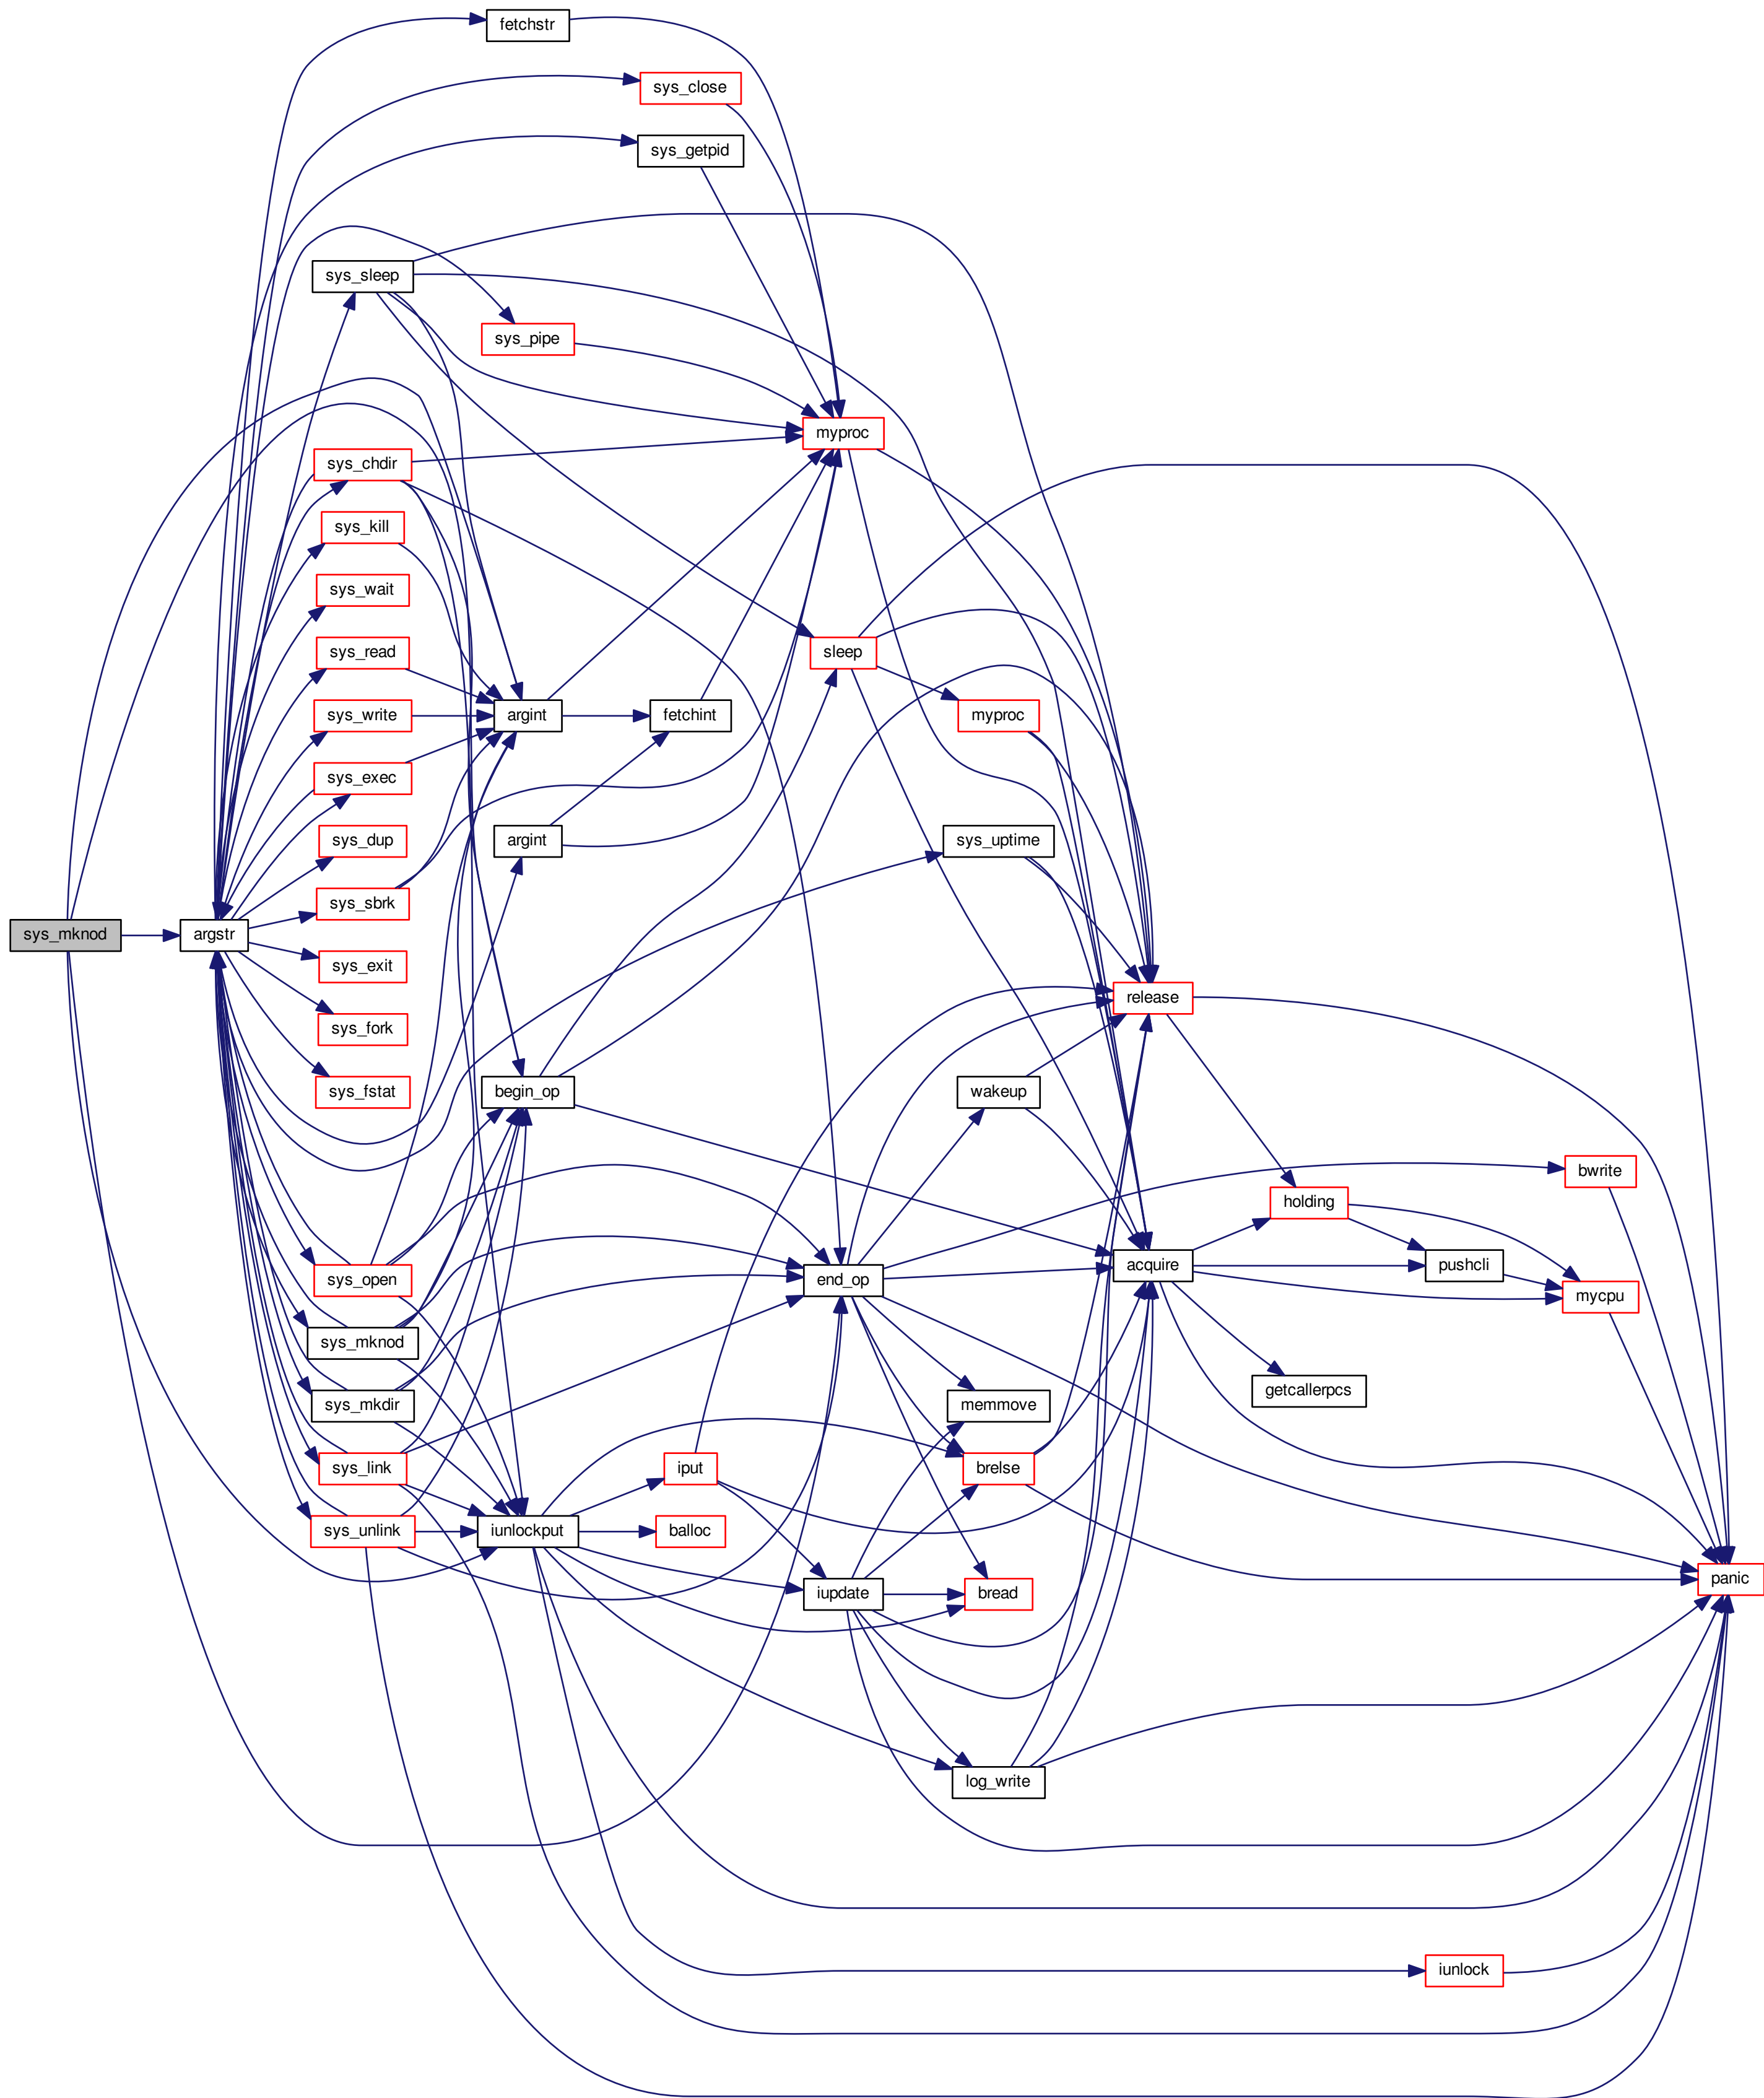 fetchstr
sys_close
sys_getpid
sys_sleep
sys_pipe
myproc
sys_chdir
sys_kill
sys_wait
sys_read
sleep
sys_write
argint
fetchint
myproc
sys_exec
sys_dup
argint
sys_uptime
sys_sbrk
sys_mknod
argstr
sys_exit
release
sys_fork
sys_fstat
begin_op
wakeup
bwrite
holding
sys_open
end_op
acquire
pushcli
mycpu
sys_mknod
sys_mkdir
memmove
getcallerpcs
sys_link
iput
brelse
sys_unlink
iunlockput
balloc
iupdate
bread
panic
log_write
iunlock